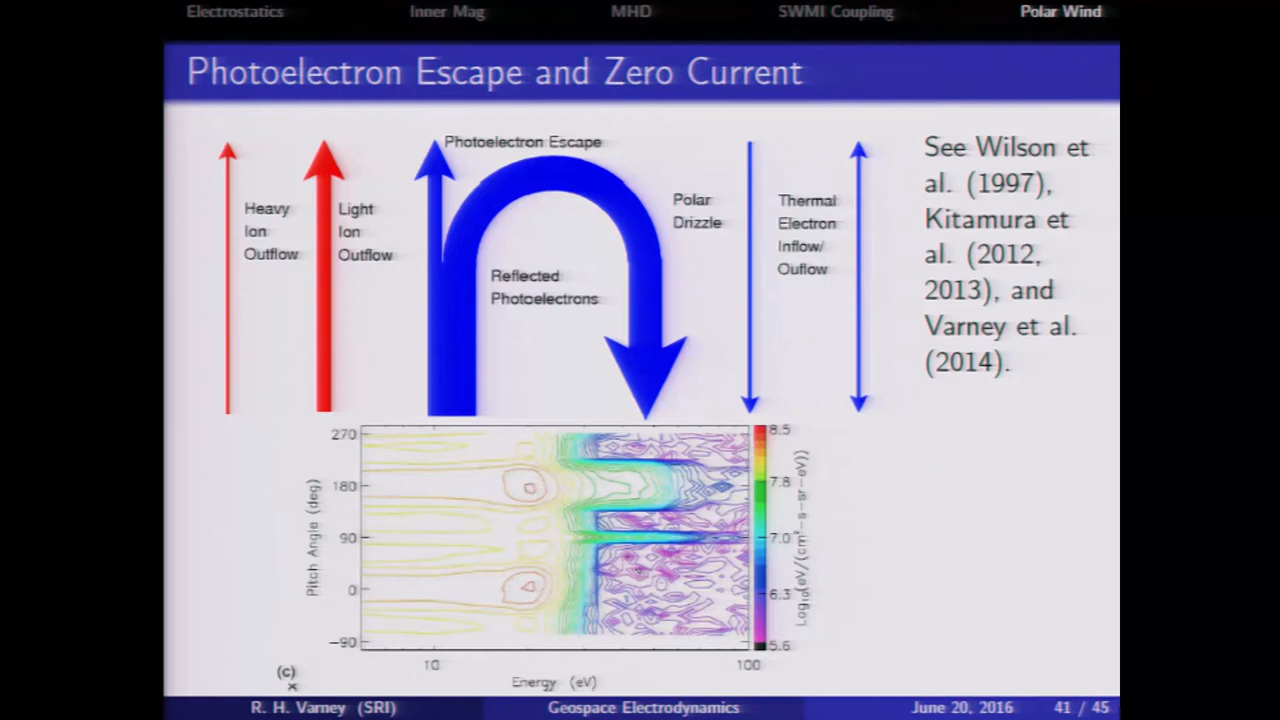 Electrostatics Inner Mag MHD SWMI Coupling Polar Wind
Photoelectron Escape and Zero Current
Photoelectron Escape
Heavy
Ion
Outflow
Light
Ion
Outflow
Reflected
Photoelectrons
Polar
Drizzle
Thermal
Electron
Inflow/
Ouflow
See Wilson et
al. (1997),
Kitamura et
al. (2012,
2013), and
Varney et al.
(2014).
270
180
90
0
-90
Pitch Angle (deg)
10
100
Energy (eV)
(c)
8.5
7.8
7.0
6.3
5.6
Log10(eV/(cm²-s-sr-eV))
R. H. Varney (SRI) Geospace Electrodynamics June 20, 2016 41 / 45